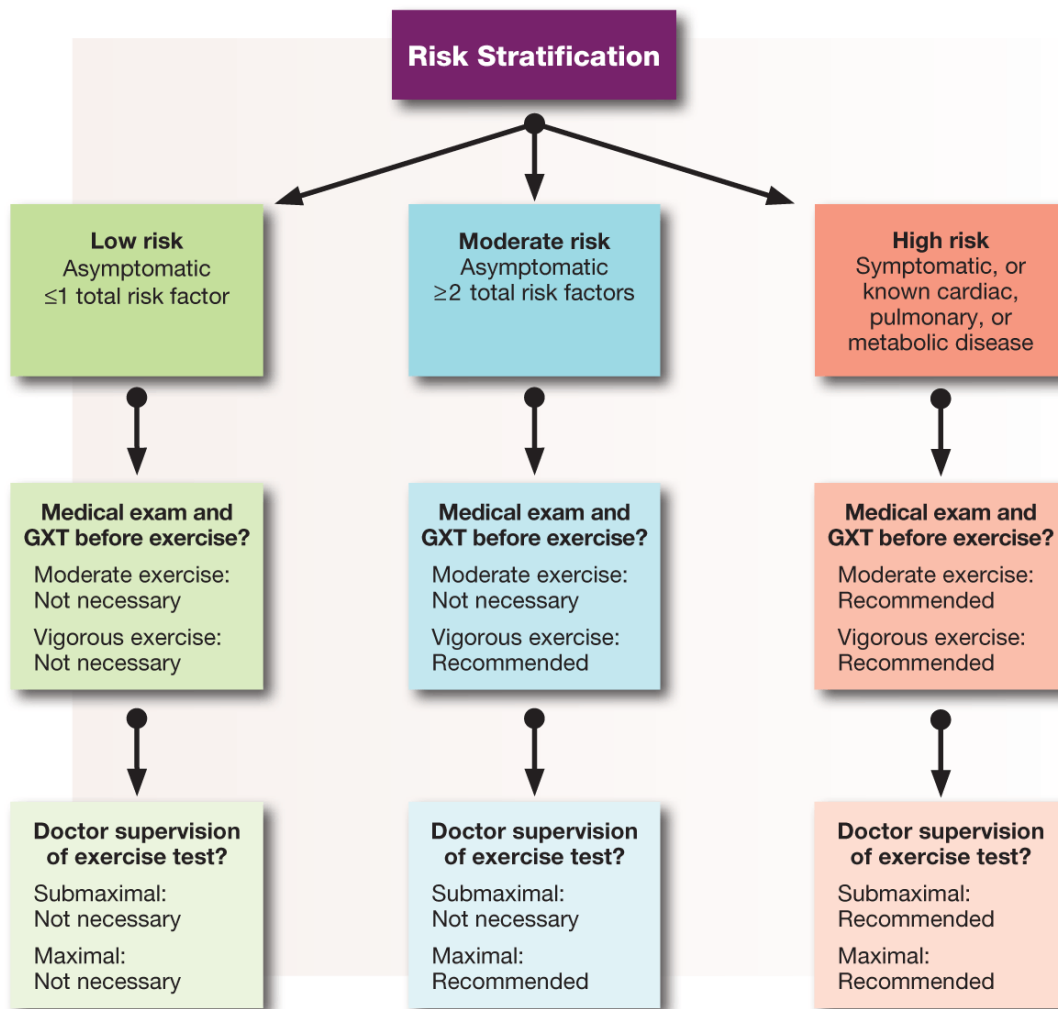 Risk Stratification
Low risk
Asymptomatic
≤1 total risk factor
Moderate risk
Asymptomatic
≥2 total risk factors
High risk
Symptomatic, or
known cardiac,
pulmonary, or
metabolic disease
Medical exam and
GXT before exercise?
Moderate exercise:
Not necessary
Vigorous exercise:
Not necessary
Medical exam and
GXT before exercise?
Moderate exercise:
Not necessary
Vigorous exercise:
Recommended
Medical exam and
GXT before exercise?
Moderate exercise:
Recommended
Vigorous exercise:
Recommended
Doctor supervision
of exercise test?
Submaximal:
Not necessary
Maximal:
Not necessary
Doctor supervision
of exercise test?
Submaximal:
Not necessary
Maximal:
Recommended
Doctor supervision
of exercise test?
Submaximal:
Recommended
Maximal:
Recommended